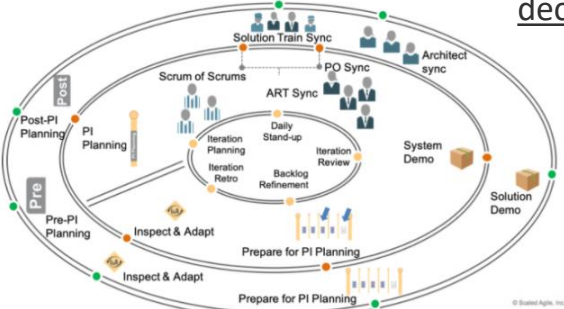 dec
Solution Train Sync
Architect
sync
PO Sync
Scrum of Scrums
ART Sync
Post
Post-PI
Planning
PI
Planning
Daily
Stand-up
Iteration
Planning
Iteration
Review
System
Demo
Iteration
Retro
Backlog
Refinement
Pre
Pre-PI
Planning
Solution
Demo
Inspect & Adapt
Prepare for PI Planning
Inspect & Adapt
Prepare for PI Planning
© Scaled Agile, Inc.